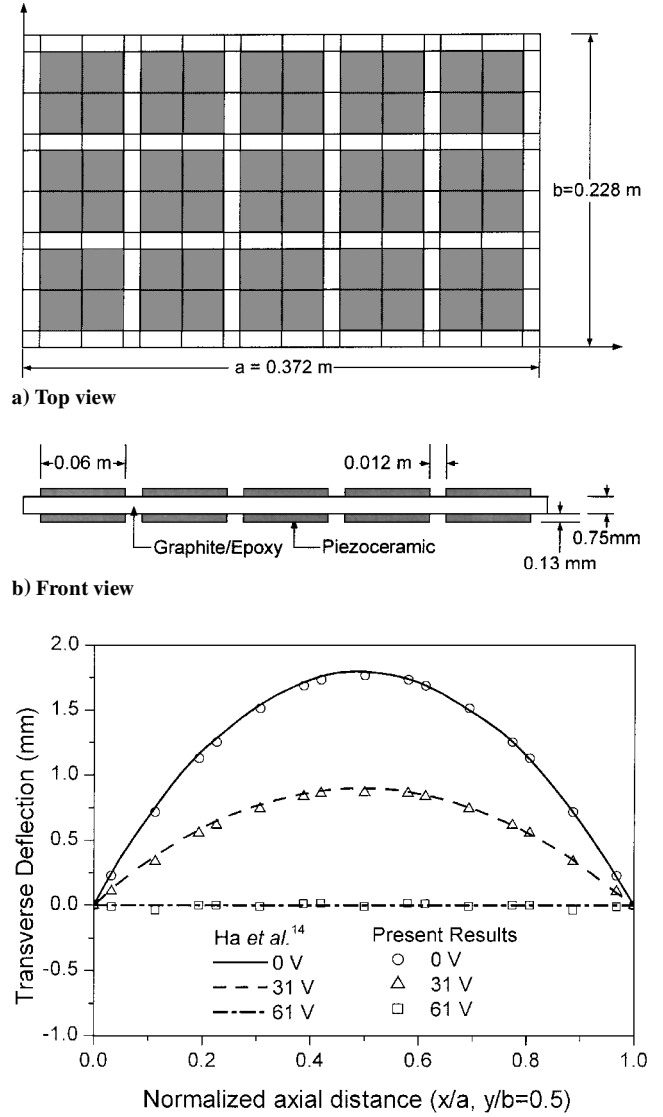 b=0.228 m
a = 0.372 m
a) Top view
0.06 m
0.012 m
Graphite/Epoxy
Piezoceramic
0.75mm
0.13 mm
b) Front view
2.0
1.5
1.0
0.5
0.0
-0.5
-1.0
Transverse Deflection (mm)
Ha et al.14
0 V
31 V
61 V
Present Results
0 V
31 V
61 V
0.0 0.2 0.4 0.6 0.8 1.0
Normalized axial distance (x/a, y/b=0.5)